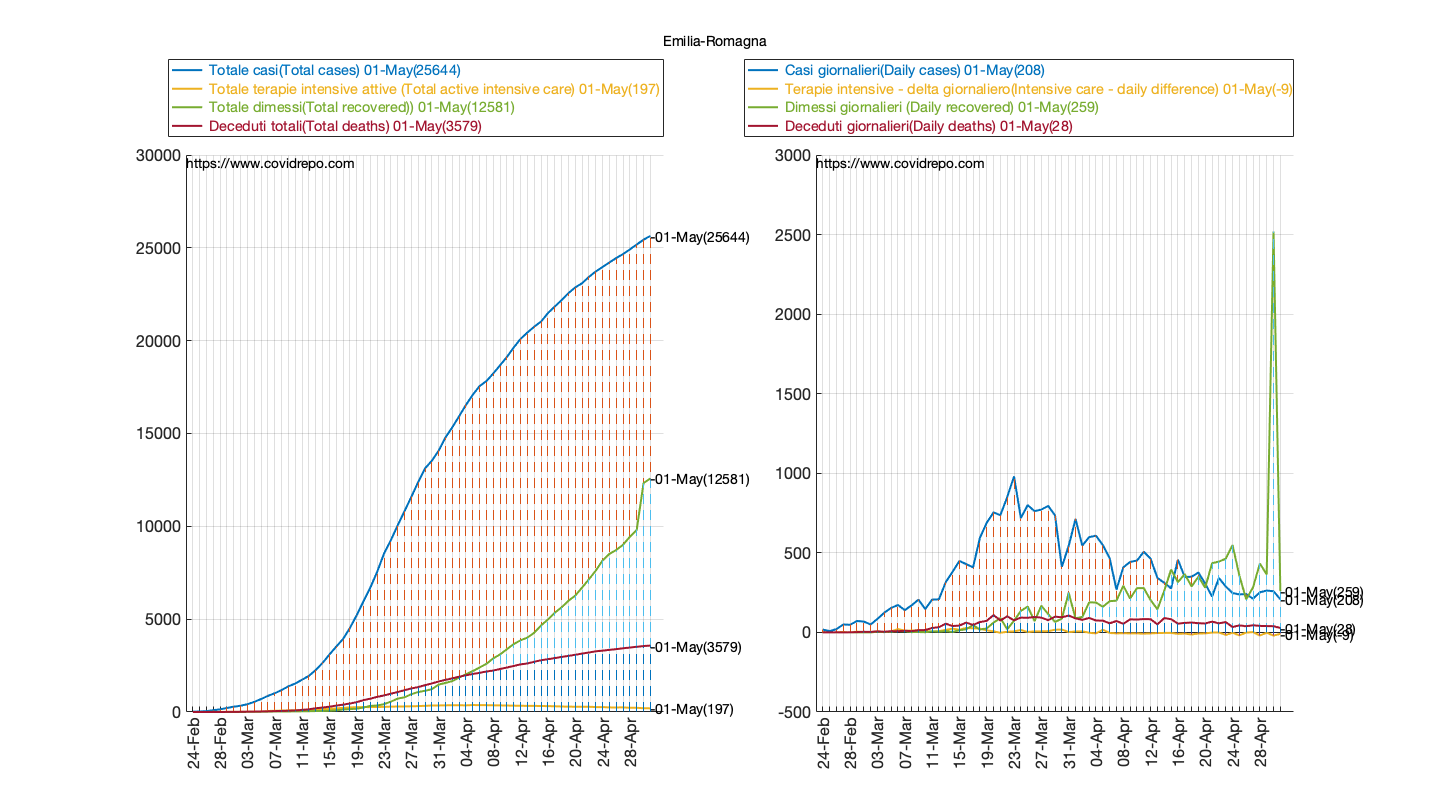 Emilia-Romagna
Totale casi(Total cases) 01-May(25644)
Totale terapie intensive attive (Total active intensive care) 01-May(197)
Totale dimessi(Total recovered)) 01-May(12581)
Deceduti totali(Total deaths) 01-May(3579)
Casi giornalieri(Daily cases) 01-May(208)
Terapie intensive - delta giornaliero(Intensive care - daily difference) 01-May(-9)
Dimessi giornalieri (Daily recovered) 01-May(259)
Deceduti giornalieri(Daily deaths) 01-May(28)
https://www.covidrepo.com
30000
25000
20000
15000
10000
5000
0
01-May(25644)
01-May(12581)
01-May(3579)
01-May(197)
24-Feb
28-Feb
03-Mar
07-Mar
11-Mar
15-Mar
19-Mar
23-Mar
27-Mar
31-Mar
04-Apr
08-Apr
12-Apr
16-Apr
20-Apr
24-Apr
28-Apr
https://www.covidrepo.com
3000
2500
2000
1500
1000
500
0
-500
01-May(259)
01-May(208)
01-May(28)
01-May(-9)
24-Feb
28-Feb
03-Mar
07-Mar
11-Mar
15-Mar
19-Mar
23-Mar
27-Mar
31-Mar
04-Apr
08-Apr
12-Apr
16-Apr
20-Apr
24-Apr
28-Apr